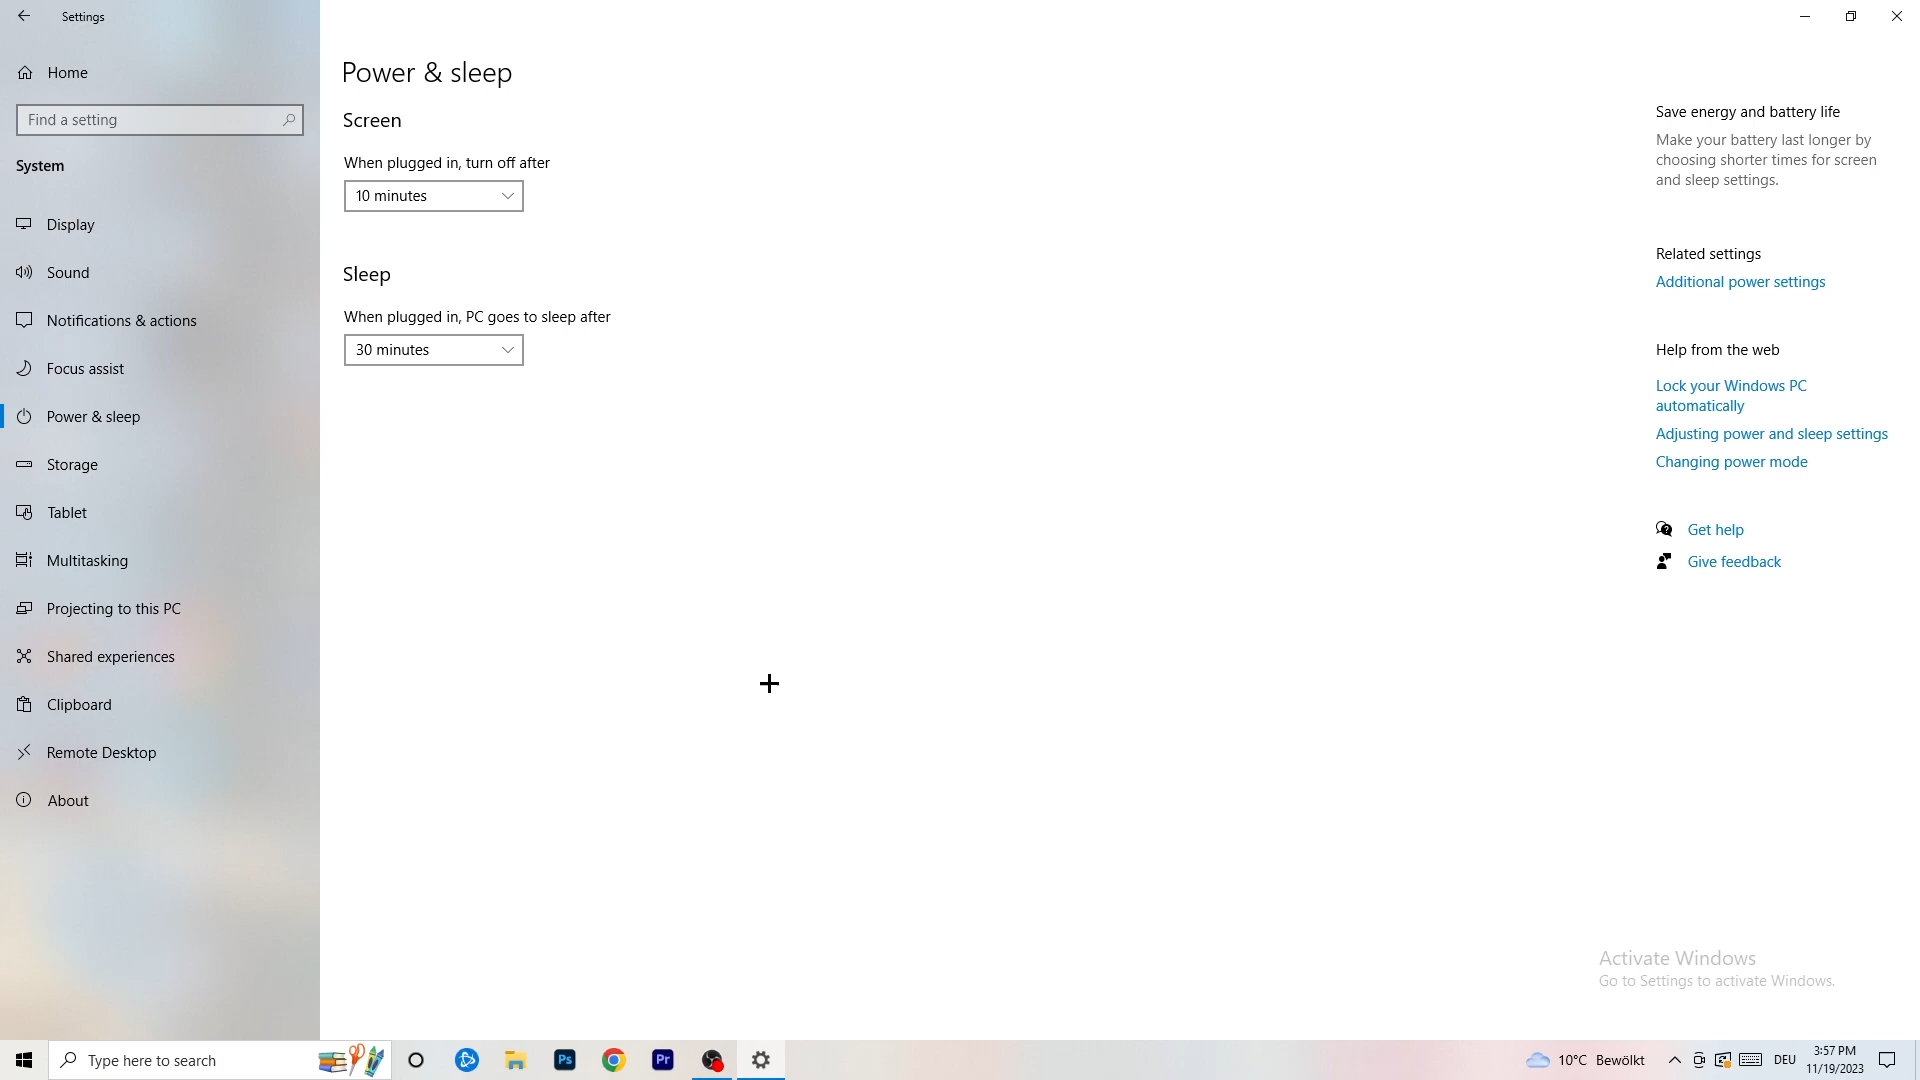 Settings
Home
Find a setting
System
Display
Sound
Notifications & actions
Focus assist
Power & sleep
Storage
Tablet
Multitasking
Projecting to this PC
Shared experiences
Clipboard
Remote Desktop
About
Power & sleep
Screen
When plugged in, turn off after
10 minutes
Sleep
When plugged in, PC goes to sleep after
30 minutes
Save energy and battery life
Make your battery last longer by
choosing shorter times for screen
and sleep settings.
Related settings
Additional power settings
Help from the web
Lock your Windows PC
automatically
Adjusting power and sleep settings
Changing power mode
Get help
Give feedback
Activate Windows
Go to Settings to activate Windows.
Type here to search
Ps
Pr
10°C Bewölkt
DEU
3:57 PM
11/19/2023